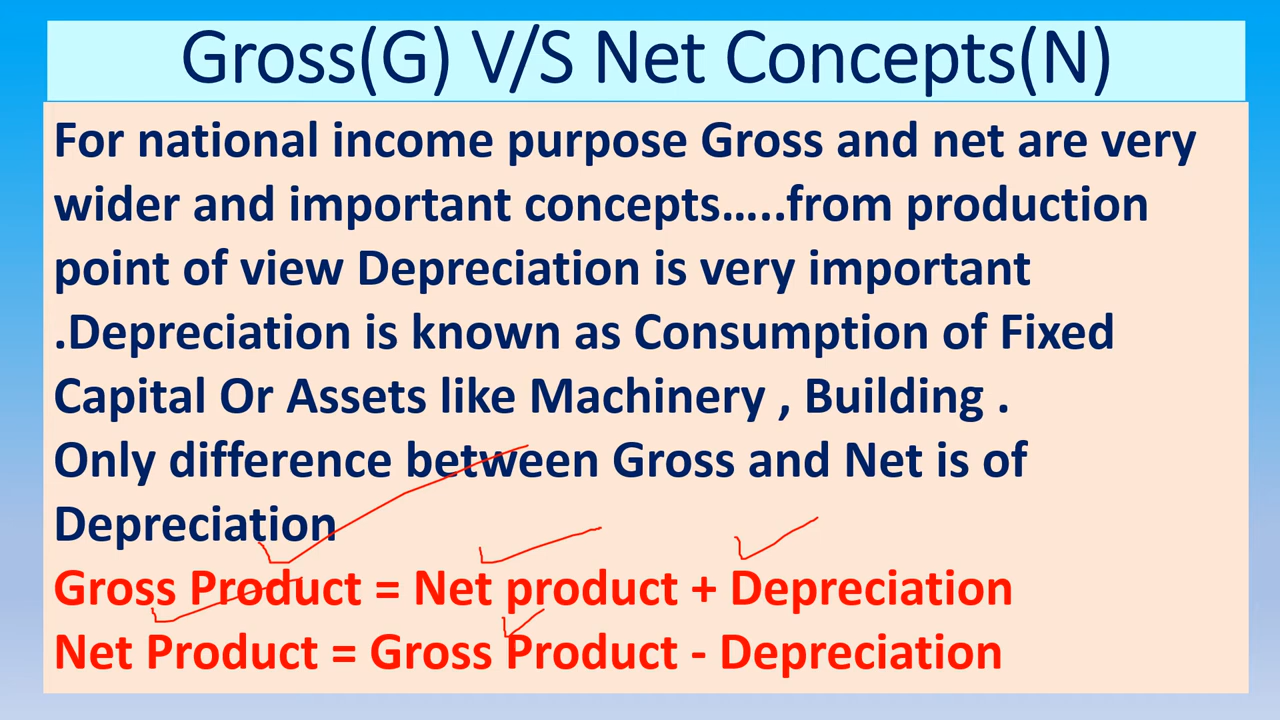 Gross(G) V/S Net Concepts(N)
For national income purpose Gross and net are very
wider and important concepts.....from production
point of view Depreciation is very important
.Depreciation is known as Consumption of Fixed
Capital Or Assets like Machinery , Building .
Only difference between Gross and Net is of
Depreciation
Gross Product = Net product + Depreciation
Net Product = Gross Product - Depreciation